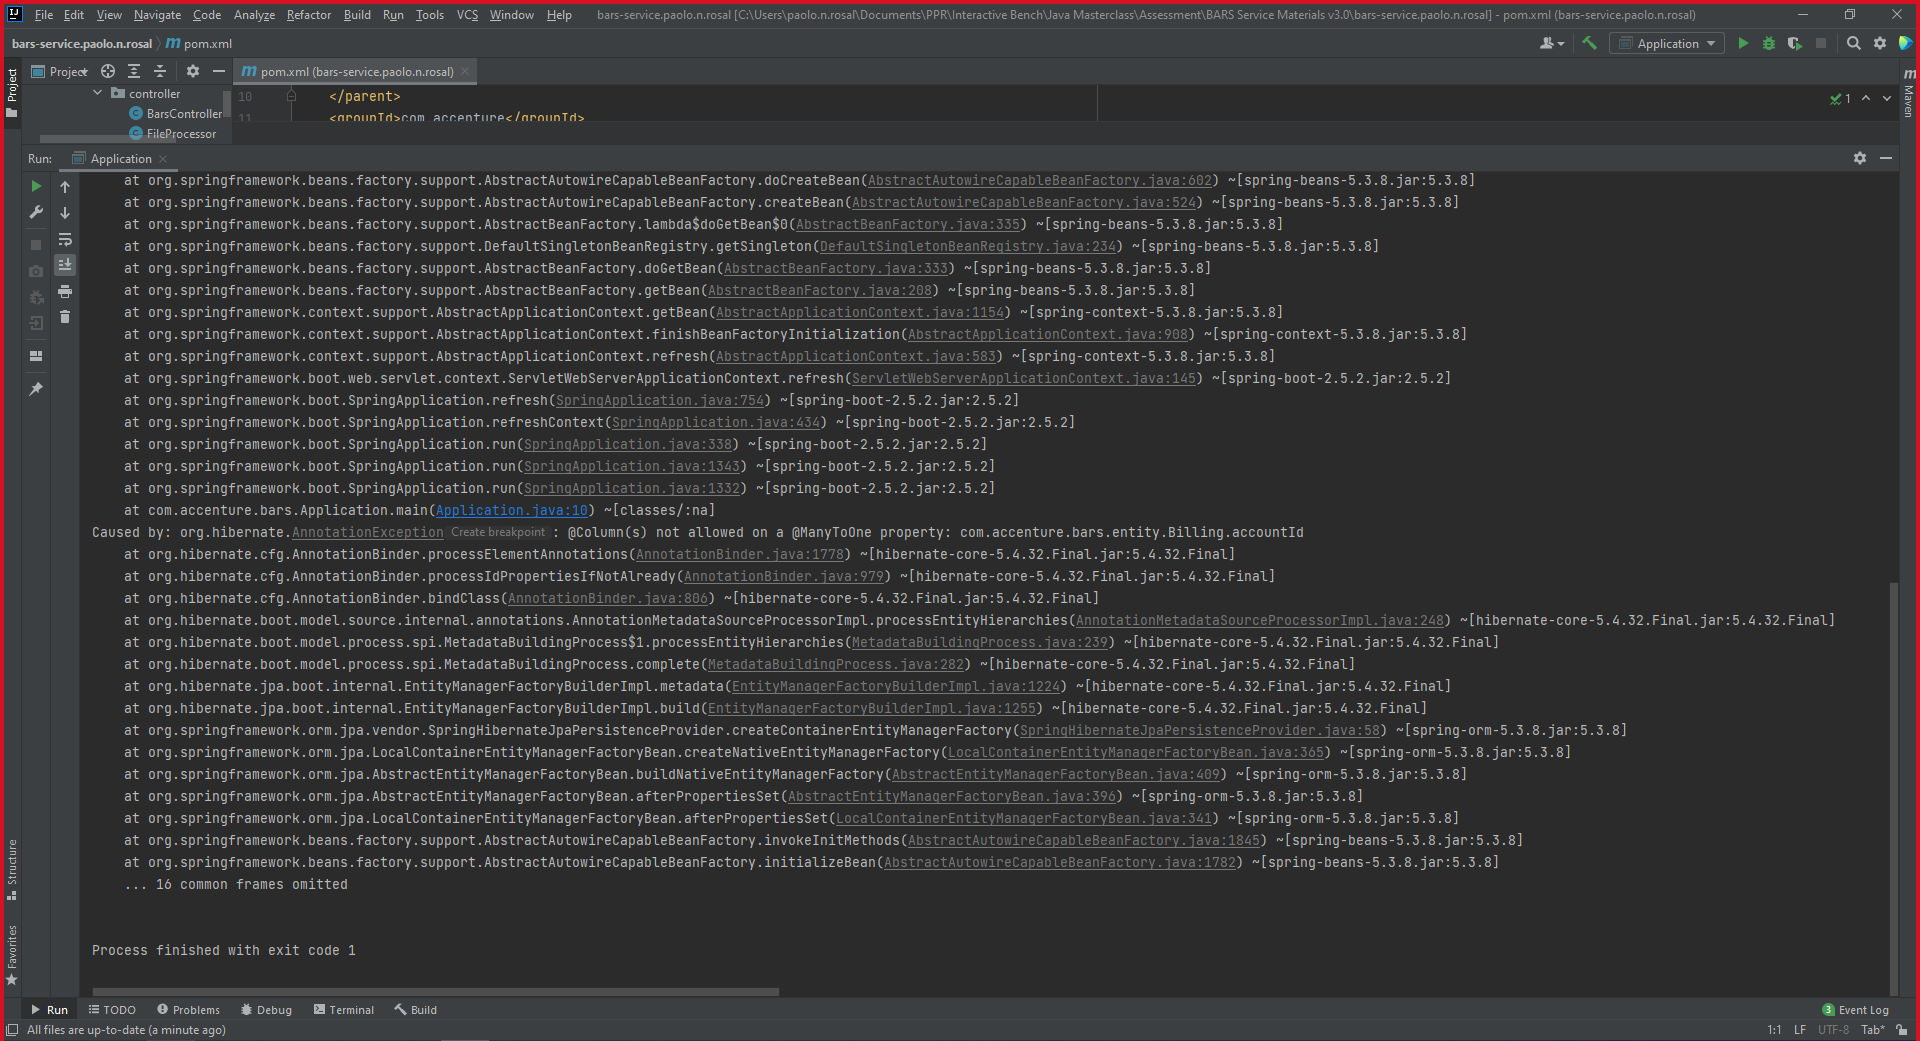 File Edit View Navigate Code Analyze Refactor Build Run Tools VCS Window Help bars-service.paolo.n.rosal [C:\Users\paolo.n.rosal\Documents\PPR\Interactive Bench\Java Masterclass\Assessment\BARS Service Materials v3.0\bars-service.paolo.n.rosal] - pom.xml (bars-service.paolo.n.rosal)
bars-service.paolo.n.rosal pom.xml Application
Project pom.xml (bars-service.paolo.n.rosal)
controller
BarsController
FileProcessor
10 </parent>
11 <groupId>com.accenture</groupId>
1
Project
Maven
Run: Application
at org.springframework.beans.factory.support.AbstractAutowireCapableBeanFactory.doCreateBean(AbstractAutowireCapableBeanFactory.java:602) ~[spring-beans-5.3.8.jar:5.3.8]
at org.springframework.beans.factory.support.AbstractAutowireCapableBeanFactory.createBean(AbstractAutowireCapableBeanFactory.java:524) ~[spring-beans-5.3.8.jar:5.3.8]
at org.springframework.beans.factory.support.AbstractBeanFactory.lambda$doGetBean$0(AbstractBeanFactory.java:335) ~[spring-beans-5.3.8.jar:5.3.8]
at org.springframework.beans.factory.support.DefaultSingletonBeanRegistry.getSingleton(DefaultSingletonBeanRegistry.java:234) ~[spring-beans-5.3.8.jar:5.3.8]
at org.springframework.beans.factory.support.AbstractBeanFactory.doGetBean(AbstractBeanFactory.java:333) ~[spring-beans-5.3.8.jar:5.3.8]
at org.springframework.beans.factory.support.AbstractBeanFactory.getBean(AbstractBeanFactory.java:208) ~[spring-beans-5.3.8.jar:5.3.8]
at org.springframework.context.support.AbstractApplicationContext.getBean(AbstractApplicationContext.java:1154) ~[spring-context-5.3.8.jar:5.3.8]
at org.springframework.context.support.AbstractApplicationContext.finishBeanFactoryInitialization(AbstractApplicationContext.java:908) ~[spring-context-5.3.8.jar:5.3.8]
at org.springframework.context.support.AbstractApplicationContext.refresh(AbstractApplicationContext.java:583) ~[spring-context-5.3.8.jar:5.3.8]
at org.springframework.boot.web.servlet.context.ServletWebServerApplicationContext.refresh(ServletWebServerApplicationContext.java:145) ~[spring-boot-2.5.2.jar:2.5.2]
at org.springframework.boot.SpringApplication.refresh(SpringApplication.java:754) ~[spring-boot-2.5.2.jar:2.5.2]
at org.springframework.boot.SpringApplication.refreshContext(SpringApplication.java:434) ~[spring-boot-2.5.2.jar:2.5.2]
at org.springframework.boot.SpringApplication.run(SpringApplication.java:338) ~[spring-boot-2.5.2.jar:2.5.2]
at org.springframework.boot.SpringApplication.run(SpringApplication.java:1343) ~[spring-boot-2.5.2.jar:2.5.2]
at org.springframework.boot.SpringApplication.run(SpringApplication.java:1332) ~[spring-boot-2.5.2.jar:2.5.2]
at com.accenture.bars.Application.main(Application.java:10) ~[classes/:na]
Caused by: org.hibernate.AnnotationException Create breakpoint : @Column(s) not allowed on a @ManyToOne property: com.accenture.bars.entity.Billing.accountId
at org.hibernate.cfg.AnnotationBinder.processElementAnnotations(AnnotationBinder.java:1778) ~[hibernate-core-5.4.32.Final.jar:5.4.32.Final]
at org.hibernate.cfg.AnnotationBinder.processIdPropertiesIfNotAlready(AnnotationBinder.java:979) ~[hibernate-core-5.4.32.Final.jar:5.4.32.Final]
at org.hibernate.cfg.AnnotationBinder.bindClass(AnnotationBinder.java:806) ~[hibernate-core-5.4.32.Final.jar:5.4.32.Final]
at org.hibernate.boot.model.source.internal.annotations.AnnotationMetadataSourceProcessorImpl.processEntityHierarchies(AnnotationMetadataSourceProcessorImpl.java:248) ~[hibernate-core-5.4.32.Final.jar:5.4.32.Final]
at org.hibernate.boot.model.process.spi.MetadataBuildingProcess$1.processEntityHierarchies(MetadataBuildingProcess.java:239) ~[hibernate-core-5.4.32.Final.jar:5.4.32.Final]
at org.hibernate.boot.model.process.spi.MetadataBuildingProcess.complete(MetadataBuildingProcess.java:282) ~[hibernate-core-5.4.32.Final.jar:5.4.32.Final]
at org.hibernate.jpa.boot.internal.EntityManagerFactoryBuilderImpl.metadata(EntityManagerFactoryBuilderImpl.java:1224) ~[hibernate-core-5.4.32.Final.jar:5.4.32.Final]
at org.hibernate.jpa.boot.internal.EntityManagerFactoryBuilderImpl.build(EntityManagerFactoryBuilderImpl.java:1255) ~[hibernate-core-5.4.32.Final.jar:5.4.32.Final]
at org.springframework.orm.jpa.vendor.SpringHibernateJpaPersistenceProvider.createContainerEntityManagerFactory(SpringHibernateJpaPersistenceProvider.java:58) ~[spring-orm-5.3.8.jar:5.3.8]
at org.springframework.orm.jpa.LocalContainerEntityManagerFactoryBean.createNativeEntityManagerFactory(LocalContainerEntityManagerFactoryBean.java:365) ~[spring-orm-5.3.8.jar:5.3.8]
at org.springframework.orm.jpa.AbstractEntityManagerFactoryBean.buildNativeEntityManagerFactory(AbstractEntityManagerFactoryBean.java:409) ~[spring-orm-5.3.8.jar:5.3.8]
at org.springframework.orm.jpa.AbstractEntityManagerFactoryBean.afterPropertiesSet(AbstractEntityManagerFactoryBean.java:396) ~[spring-orm-5.3.8.jar:5.3.8]
at org.springframework.orm.jpa.LocalContainerEntityManagerFactoryBean.afterPropertiesSet(LocalContainerEntityManagerFactoryBean.java:341) ~[spring-orm-5.3.8.jar:5.3.8]
at org.springframework.beans.factory.support.AbstractAutowireCapableBeanFactory.invokeInitMethods(AbstractAutowireCapableBeanFactory.java:1845) ~[spring-beans-5.3.8.jar:5.3.8]
at org.springframework.beans.factory.support.AbstractAutowireCapableBeanFactory.initializeBean(AbstractAutowireCapableBeanFactory.java:1782) ~[spring-beans-5.3.8.jar:5.3.8]
... 16 common frames omitted
Process finished with exit code 1
Structure
Favorites
Run TODO Problems Debug Terminal Build 3 Event Log
All files are up-to-date (a minute ago) 1:1 LF UTF-8 Tab*